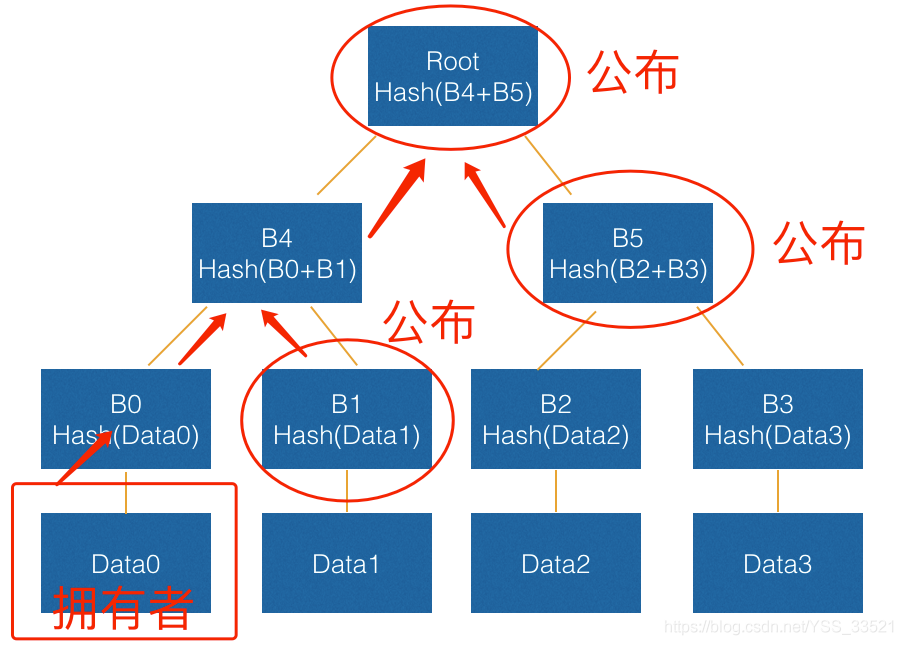 Root
Hash(B4+B5)
公布
B4
Hash(B0+B1)
B5
Hash(B2+B3)
公布
公布
B0
Hash(Data0)
B1
Hash(Data1)
B2
Hash(Data2)
B3
Hash(Data3)
Data0
拥有者
Data1
Data2
Data3
https://blog.csdn.net/YSS_33521